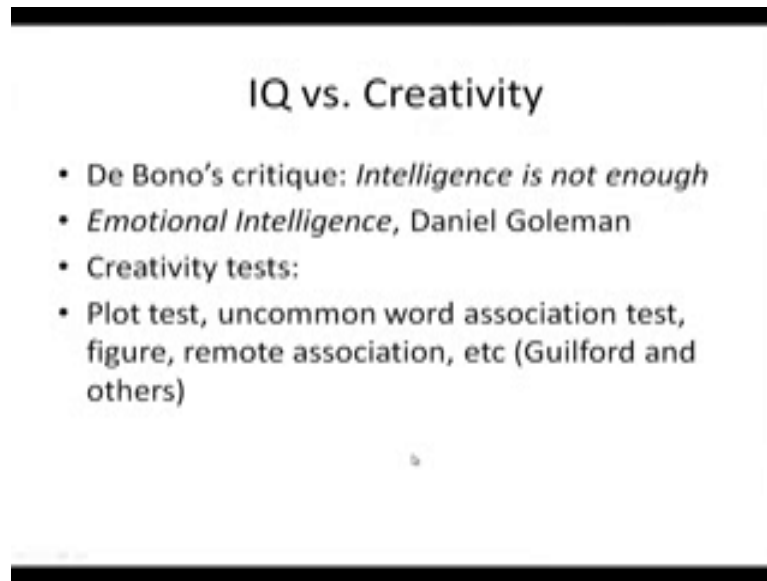 IQ vs. Creativity
• De Bono's critique: Intelligence is not enough
• Emotional Intelligence, Daniel Goleman
• Creativity tests:
• Plot test, uncommon word association test,
figure, remote association, etc (Guilford and
others)